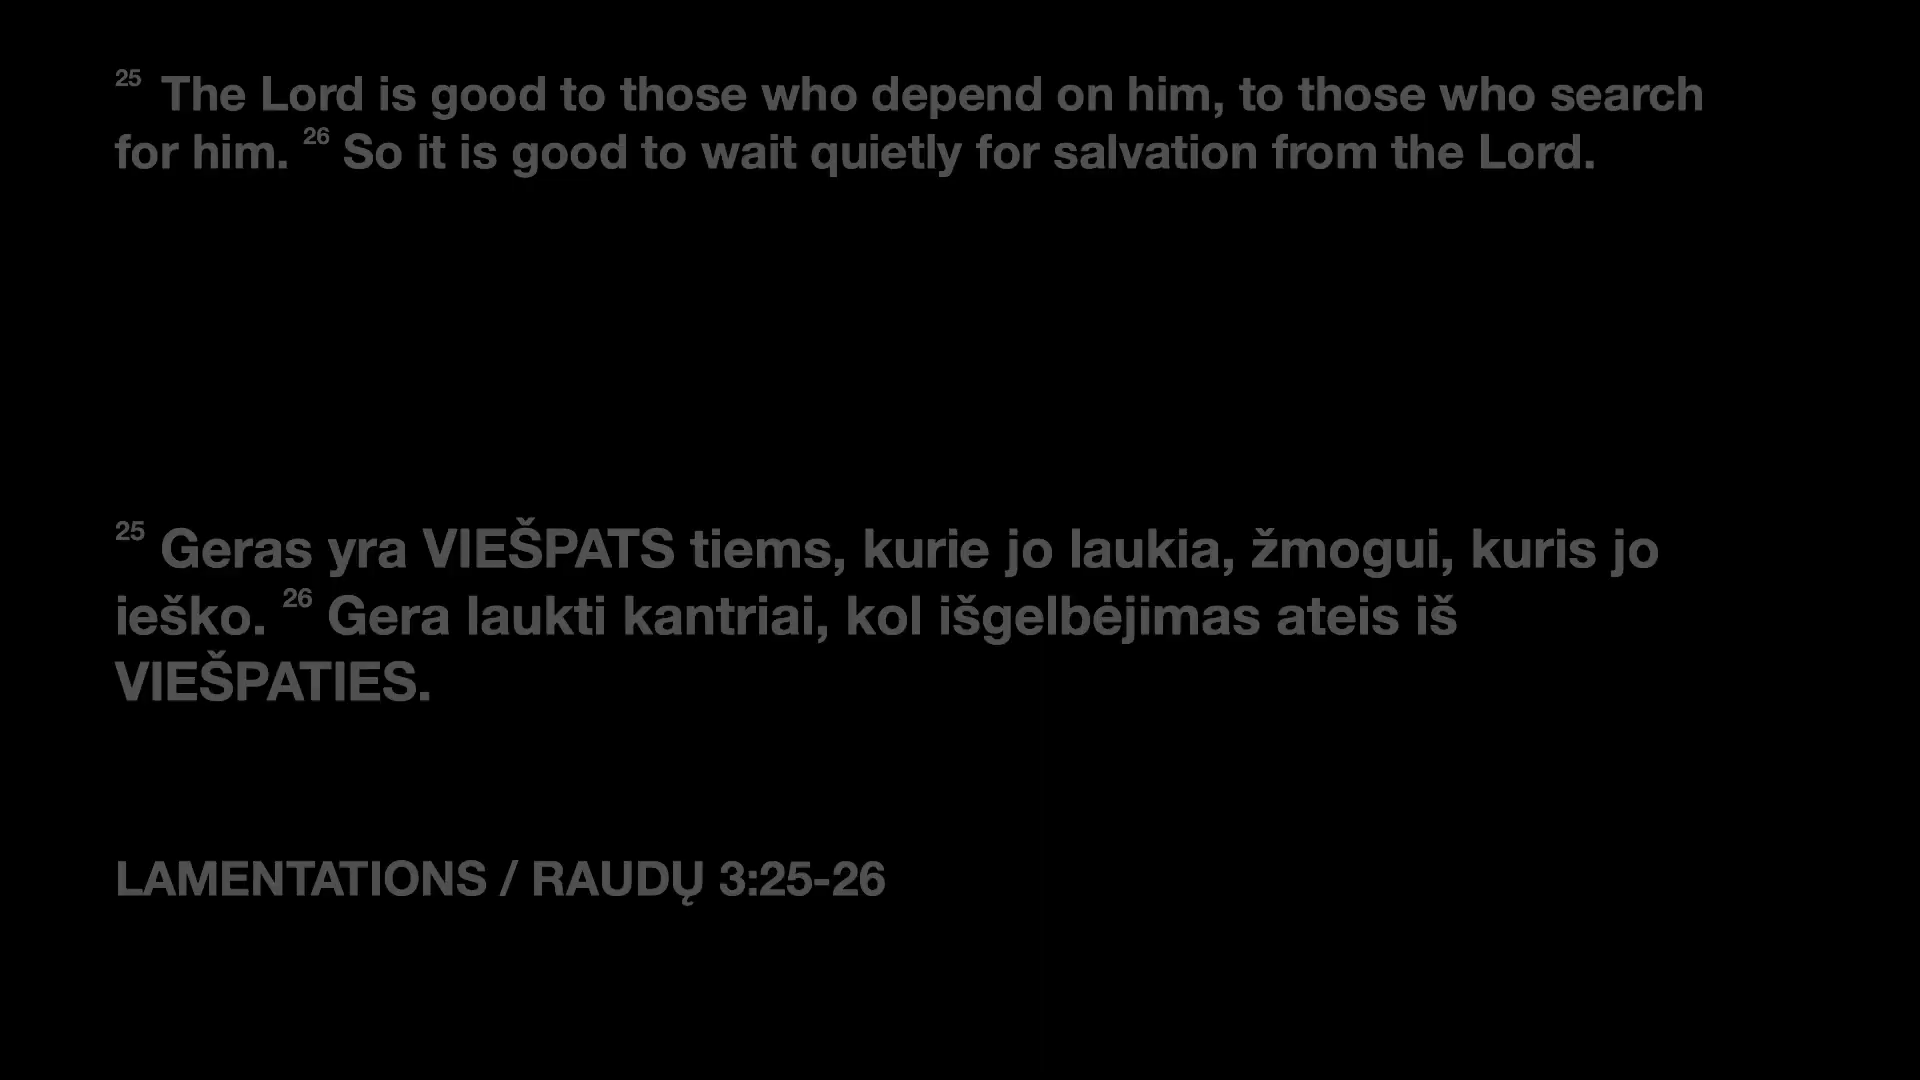 25 The Lord is good to those who depend on him, to those who search
for him. 26 So it is good to wait quietly for salvation from the Lord.
25 Geras yra VIEŠPATS tiems, kurie jo laukia, žmogui, kuris jo
ieško. 26 Gera laukti kantriai, kol išgelbėjimas ateis iš
VIEŠPATIES.
LAMENTATIONS / RAUDŲ 3:25-26